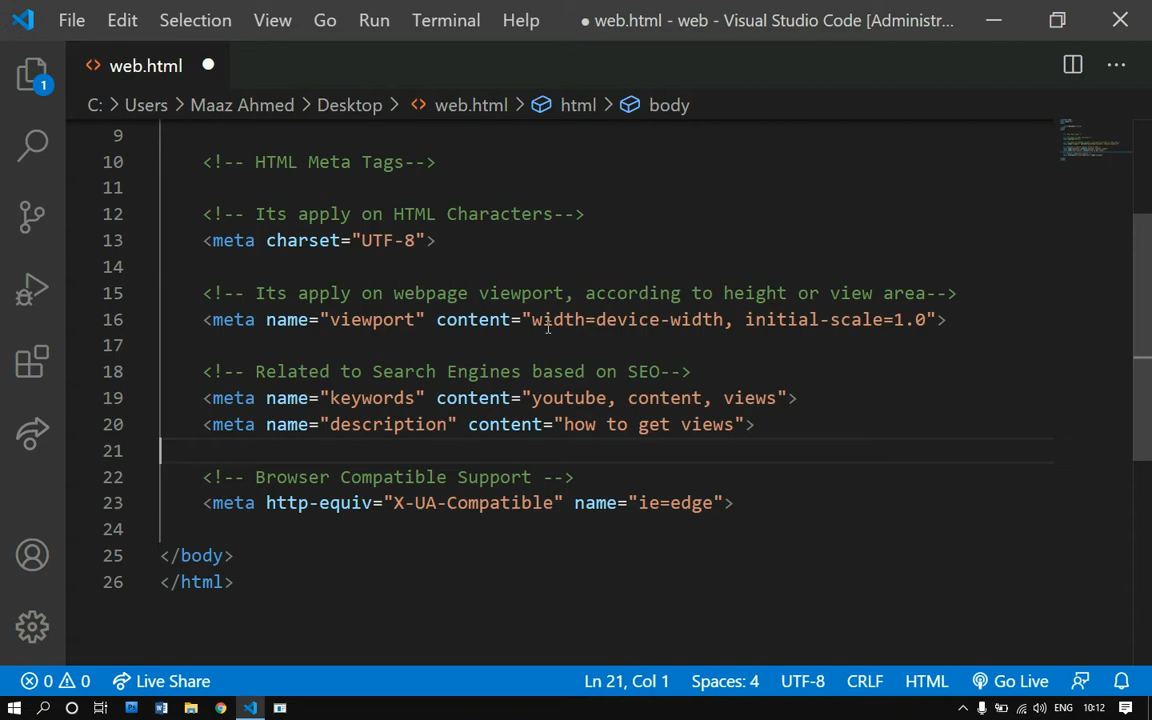 File Edit Selection View Go Run Terminal Help ● web.html - web - Visual Studio Code [Administr...
web.html
1
C: > Users > Maaz Ahmed > Desktop > web.html > html > body
9
10 <!-- HTML Meta Tags-->
11
12 <!-- Its apply on HTML Characters-->
13 <meta charset="UTF-8">
14
15 <!-- Its apply on webpage viewport, according to height or view area-->
16 <meta name="viewport" content="width=device-width, initial-scale=1.0">
17
18 <!-- Related to Search Engines based on SEO-->
19 <meta name="keywords" content="youtube, content, views">
20 <meta name="description" content="how to get views">
21
22 <!-- Browser Compatible Support -->
23 <meta http-equiv="X-UA-Compatible" name="ie=edge">
24
25 </body>
26 </html>
0 0 Live Share Ln 21, Col 1 Spaces: 4 UTF-8 CRLF HTML Go Live
ENG 10:12